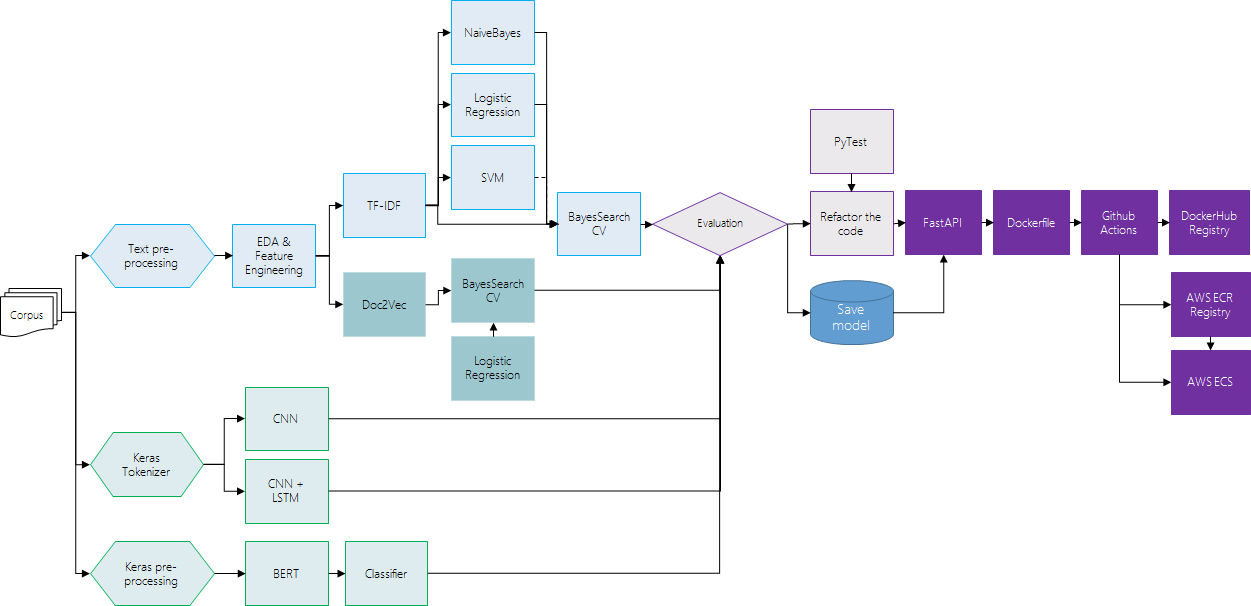 NaiveBayes
Logistic
Regression
SVM
TF-IDF
BayesSearch
CV
Evaluation
PyTest
Refactor the
code
FastAPI
Dockerfile
Github
Actions
DockerHub
Registry
Text pre-
processing
EDA &
Feature
Engineering
Doc2Vec
BayesSearch
CV
Logistic
Regression
Save
model
AWS ECR
Registry
AWS ECS
Corpus
CNN
Keras
Tokenizer
CNN +
LSTM
Keras pre-
processing
BERT
Classifier